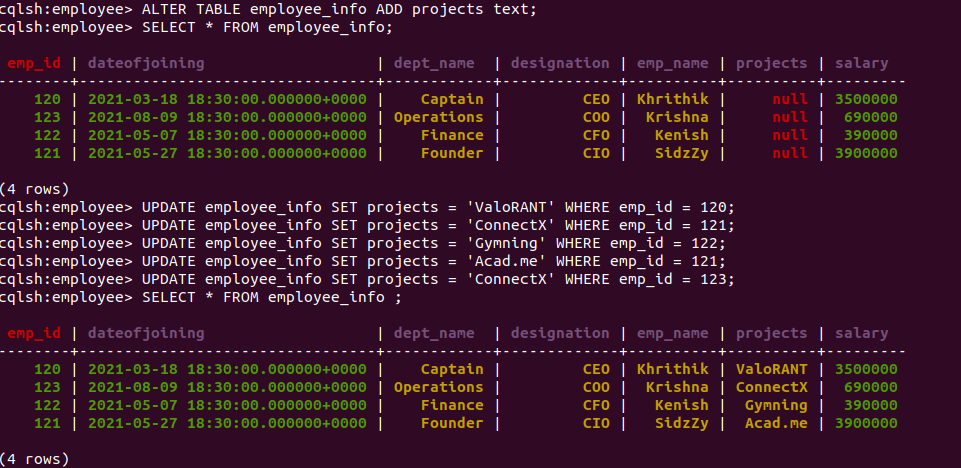 cqlsh:employee> ALTER TABLE employee_info ADD projects text;
cqlsh:employee> SELECT * FROM employee_info;
emp_id | dateofjoining | dept_name | designation | emp_name | projects | salary
--------+---------------------------------+------------+-------------+----------+----------+---------
120 | 2021-03-18 18:30:00.000000+0000 | Captain | CEO | Khrithik | null | 3500000
123 | 2021-08-09 18:30:00.000000+0000 | Operations | COO | Krishna | null | 690000
122 | 2021-05-07 18:30:00.000000+0000 | Finance | CFO | Kenish | null | 390000
121 | 2021-05-27 18:30:00.000000+0000 | Founder | CIO | SidzZy | null | 3900000
(4 rows)
cqlsh:employee> UPDATE employee_info SET projects = 'ValoRANT' WHERE emp_id = 120;
cqlsh:employee> UPDATE employee_info SET projects = 'ConnectX' WHERE emp_id = 121;
cqlsh:employee> UPDATE employee_info SET projects = 'Gymning' WHERE emp_id = 122;
cqlsh:employee> UPDATE employee_info SET projects = 'Acad.me' WHERE emp_id = 121;
cqlsh:employee> UPDATE employee_info SET projects = 'ConnectX' WHERE emp_id = 123;
cqlsh:employee> SELECT * FROM employee_info ;
emp_id | dateofjoining | dept_name | designation | emp_name | projects | salary
--------+---------------------------------+------------+-------------+----------+----------+---------
120 | 2021-03-18 18:30:00.000000+0000 | Captain | CEO | Khrithik | ValoRANT | 3500000
123 | 2021-08-09 18:30:00.000000+0000 | Operations | COO | Krishna | ConnectX | 690000
122 | 2021-05-07 18:30:00.000000+0000 | Finance | CFO | Kenish | Gymning | 390000
121 | 2021-05-27 18:30:00.000000+0000 | Founder | CIO | SidzZy | Acad.me | 3900000
(4 rows)